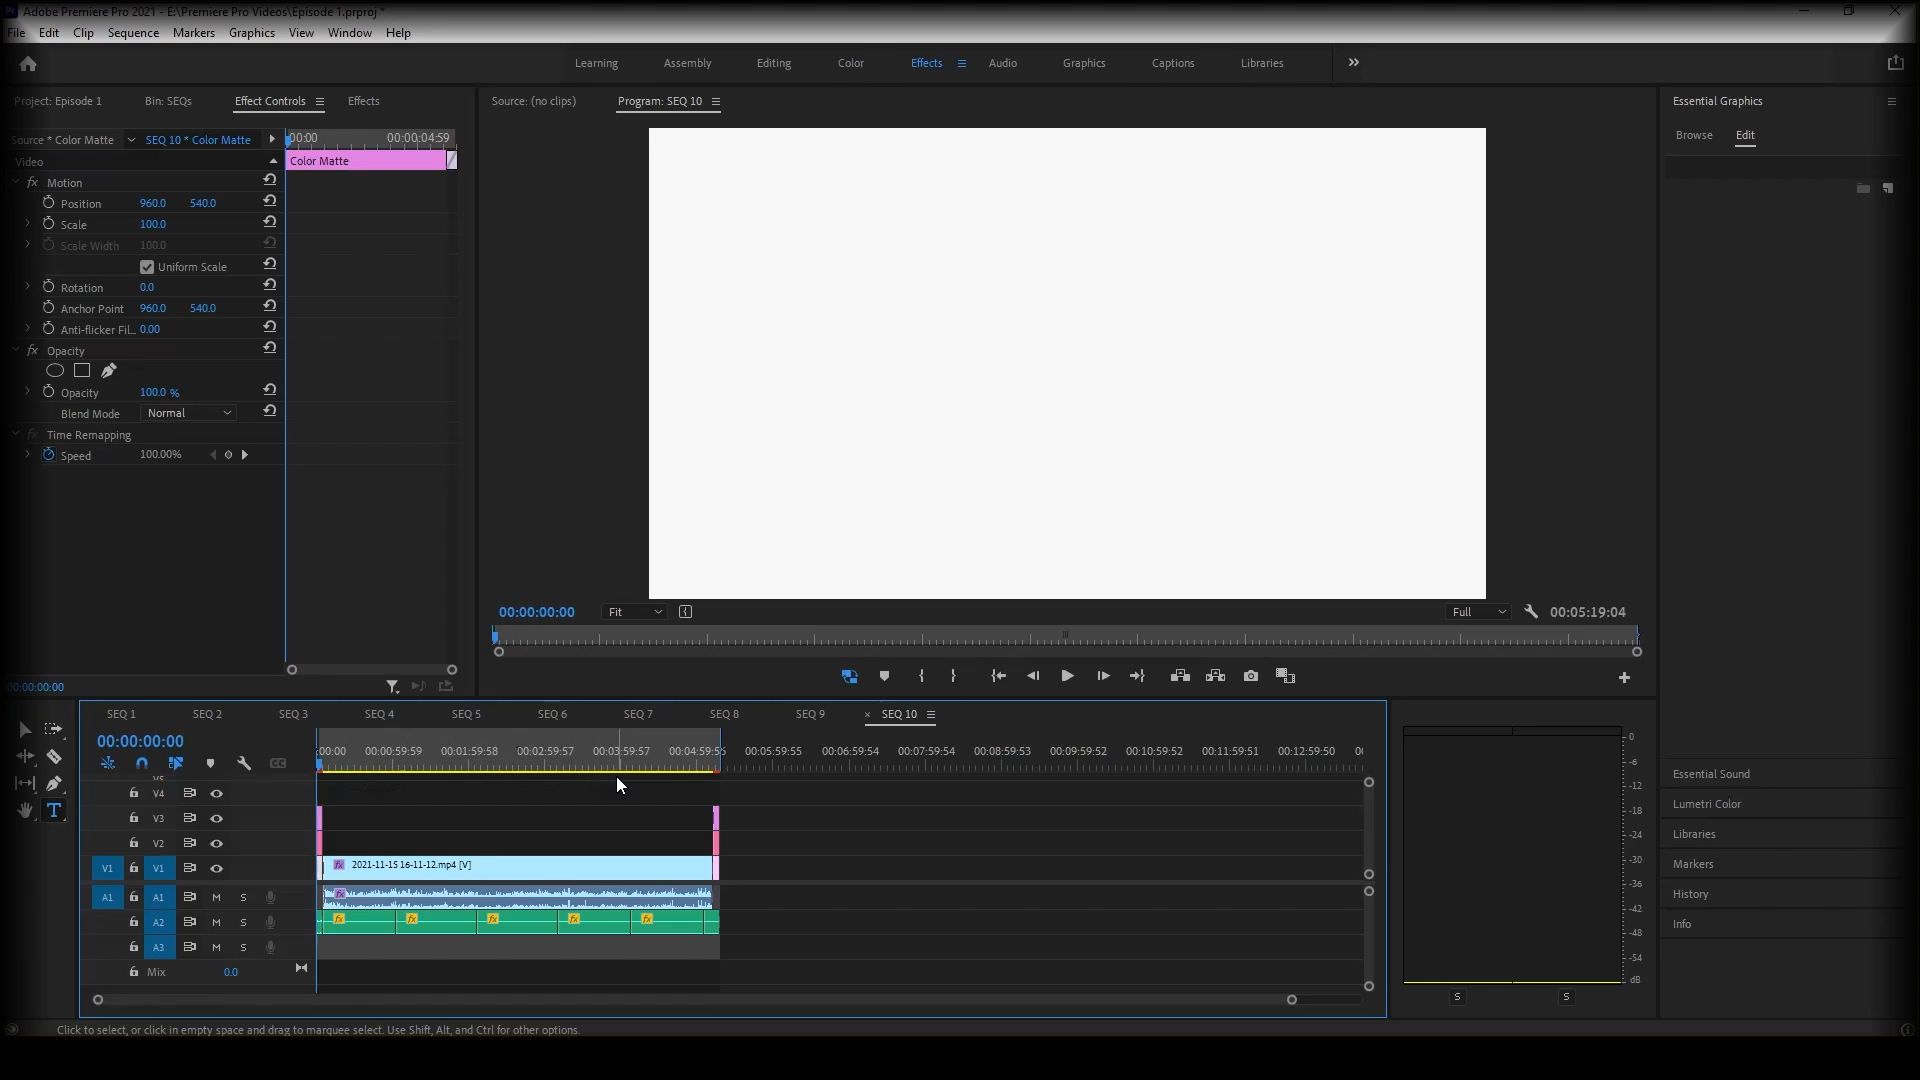 Adobe Premiere Pro 2021 - E:\Premiere Pro Videos\Episode 1.prproj *
File Edit Clip Sequence Markers Graphics View Window Help
Learning Assembly Editing Color Effects Audio Graphics Captions Libraries
Project: Episode 1 Bin: SEQs Effect Controls Effects
Source: (no clips) Program: SEQ 10
Essential Graphics
Browse Edit
Source * Color Matte SEQ 10 * Color Matte
00:00 00:00:04:59
Video
Color Matte
fx Motion
Position 960.0 540.0
Scale 100.0
Scale Width 100.0
Uniform Scale
Rotation 0.0
Anchor Point 960.0 540.0
Anti-flicker Fil... 0.00
fx Opacity
Opacity 100.0 %
Blend Mode Normal
fx Time Remapping
Speed 100.00%
00:00:00:00
00:00:00:00 Fit Full 00:05:19:04
SEQ 1 SEQ 2 SEQ 3 SEQ 4 SEQ 5 SEQ 6 SEQ 7 SEQ 8 SEQ 9 × SEQ 10
00:00:00:00
:00:00 00:00:59:59 00:01:59:58 00:02:59:57 00:03:59:57 00:04:59:56 00:05:59:55 00:06:59:54 00:07:59:54 00:08:59:53 00:09:59:52 00:10:59:52 00:11:59:51 00:12:59:50
V4
V3
V2
V1 V1 fx 2021-11-15 16-11-12.mp4 [V]
A1 A1 M S fx
A2 M S fx fx fx fx fx
A3 M S
Mix 0.0
0
-6
-12
-18
-24
-30
-36
-42
-48
-54
dB
S S
Essential Sound
Lumetri Color
Libraries
Markers
History
Info
Click to select, or click in empty space and drag to marquee select. Use Shift, Alt, and Ctrl for other options.